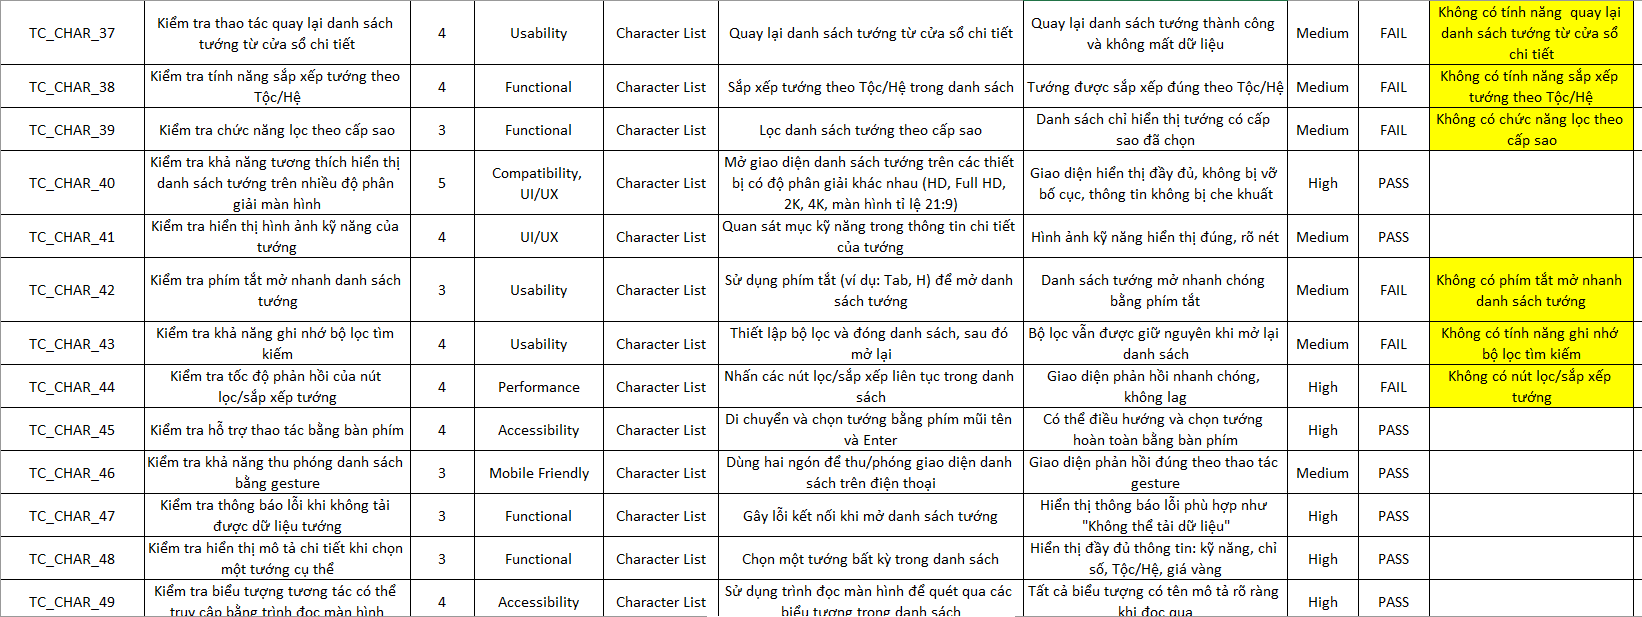 TC_CHAR_37
Kiểm tra thao tác quay lại danh sách
tướng từ cửa sổ chi tiết
4
Usability
Character List
Quay lại danh sách tướng từ cửa sổ chi tiết
Quay lại danh sách tướng thành công
và không mất dữ liệu
Medium
FAIL
Không có tính năng  quay lại
danh sách tướng từ cửa sổ
chi tiết
TC_CHAR_38
Kiểm tra tính năng sắp xếp tướng theo
Tộc/Hệ
4
Functional
Character List
Sắp xếp tướng theo Tộc/Hệ trong danh sách
Tướng được sắp xếp đúng theo Tộc/Hệ
Medium
FAIL
Không có tính năng sắp xếp
tướng theo Tộc/Hệ
TC_CHAR_39
Kiểm tra chức năng lọc theo cấp sao
3
Functional
Character List
Lọc danh sách tướng theo cấp sao
Danh sách chỉ hiển thị tướng có cấp
sao đã chọn
Medium
FAIL
Không có chức năng lọc theo
cấp sao
TC_CHAR_40
Kiểm tra khả năng tương thích hiển thị
danh sách tướng trên nhiều độ phân
giải màn hình
5
Compatibility,
UI/UX
Character List
Mở giao diện danh sách tướng trên các thiết
bị có độ phân giải khác nhau (HD, Full HD,
2K, 4K, màn hình tỉ lệ 21:9)
Giao diện hiển thị đầy đủ, không bị vỡ
bố cục, thông tin không bị che khuất
High
PASS
TC_CHAR_41
Kiểm tra hiển thị hình ảnh kỹ năng của
tướng
4
UI/UX
Character List
Quan sát mục kỹ năng trong thông tin chi tiết
của tướng
Hình ảnh kỹ năng hiển thị đúng, rõ nét
Medium
PASS
TC_CHAR_42
Kiểm tra phím tắt mở nhanh danh sách
tướng
3
Usability
Character List
Sử dụng phím tắt (ví dụ: Tab, H) để mở danh
sách tướng
Danh sách tướng mở nhanh chóng
bằng phím tắt
Medium
FAIL
Không có phím tắt mở nhanh
danh sách tướng
TC_CHAR_43
Kiểm tra khả năng ghi nhớ bộ lọc tìm
kiếm
4
Usability
Character List
Thiết lập bộ lọc và đóng danh sách, sau đó
mở lại
Bộ lọc vẫn được giữ nguyên khi mở lại
danh sách
Medium
FAIL
Không có tính năng ghi nhớ
bộ lọc tìm kiếm
TC_CHAR_44
Kiểm tra tốc độ phản hồi của nút
lọc/sắp xếp tướng
4
Performance
Character List
Nhấn các nút lọc/sắp xếp liên tục trong danh
sách
Giao diện phản hồi nhanh chóng,
không lag
High
FAIL
Không có nút lọc/sắp xếp
tướng
TC_CHAR_45
Kiểm tra hỗ trợ thao tác bằng bàn phím
4
Accessibility
Character List
Di chuyển và chọn tướng bằng phím mũi tên
và Enter
Có thể điều hướng và chọn tướng
hoàn toàn bằng bàn phím
High
PASS
TC_CHAR_46
Kiểm tra khả năng thu phóng danh sách
bằng gesture
3
Mobile Friendly
Character List
Dùng hai ngón để thu/phóng giao diện danh
sách trên điện thoại
Giao diện phản hồi đúng theo thao tác
gesture
Medium
PASS
TC_CHAR_47
Kiểm tra thông báo lỗi khi không tải
được dữ liệu tướng
3
Functional
Character List
Gây lỗi kết nối khi mở danh sách tướng
Hiển thị thông báo lỗi phù hợp như
"Không thể tải dữ liệu"
High
PASS
TC_CHAR_48
Kiểm tra hiển thị mô tả chi tiết khi chọn
một tướng cụ thể
3
Functional
Character List
Chọn một tướng bất kỳ trong danh sách
Hiển thị đầy đủ thông tin: kỹ năng, chỉ
số, Tộc/Hệ, giá vàng
High
PASS
TC_CHAR_49
Kiểm tra biểu tượng tương tác có thể
truy cập bằng trình đọc màn hình
4
Accessibility
Character List
Sử dụng trình đọc màn hình để quét qua các
biểu tượng trong danh sách
Tất cả biểu tượng có tên mô tả rõ ràng
khi đọc qua
High
PASS